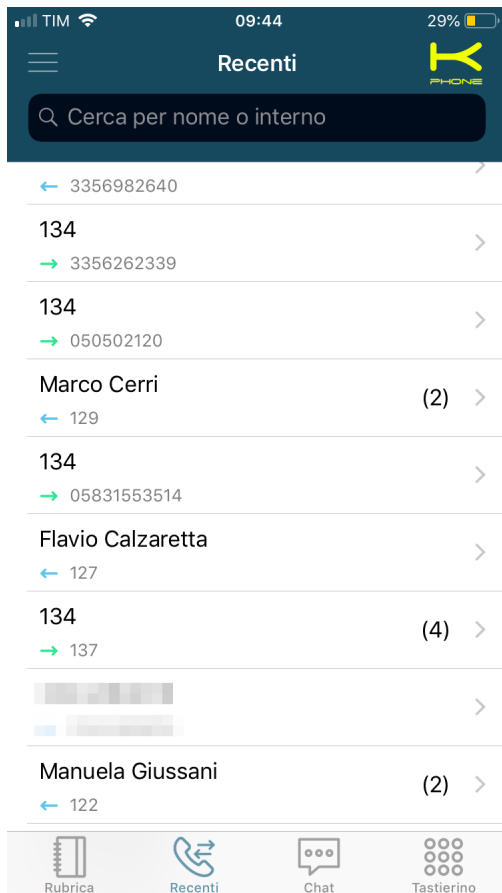 TIM 09:44 29%
Recenti
K
PHONE
Cerca per nome o interno
← 3356982640
134
→ 3356262339
134
→ 050502120
Marco Cerri (2)
← 129
134
→ 05831553514
Flavio Calzaretta
← 127
134 (4)
→ 137
Manuela Giussani (2)
← 122
Rubrica Recenti Chat Tastierino